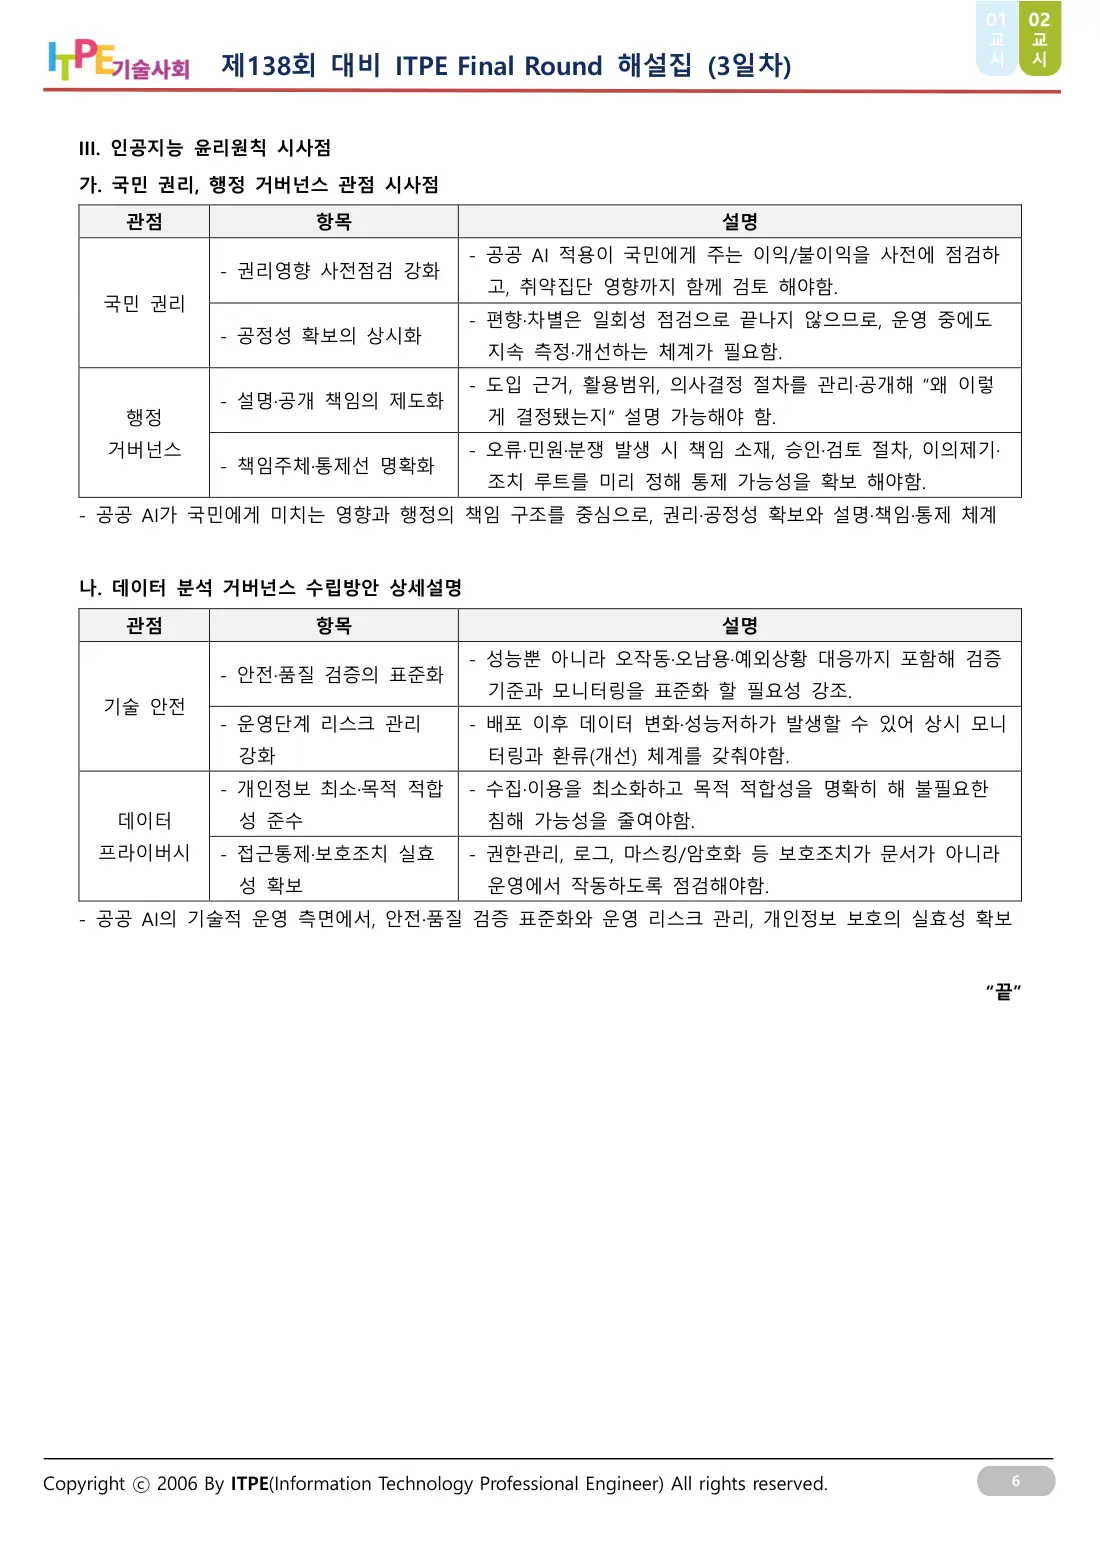 ITPE기술사회 제138회 대비 ITPE Final Round 해설집 (3일차)
01
교
시
02
교
시
III. 인공지능 윤리원칙 시사점
가. 국민 권리, 행정 거버넌스 관점 시사점
관점 항목 설명
국민 권리
- 권리영향 사전점검 강화
- 공공 AI 적용이 국민에게 주는 이익/불이익을 사전에 점검하
고, 취약집단 영향까지 함께 검토 해야함.
- 공정성 확보의 상시화
- 편향·차별은 일회성 점검으로 끝나지 않으므로, 운영 중에도
지속 측정·개선하는 체계가 필요함.
행정
거버넌스
- 설명·공개 책임의 제도화
- 도입 근거, 활용범위, 의사결정 절차를 관리·공개해 “왜 이렇
게 결정됐는지” 설명 가능해야 함.
- 책임주체·통제선 명확화
- 오류·민원·분쟁 발생 시 책임 소재, 승인·검토 절차, 이의제기·
조치 루트를 미리 정해 통제 가능성을 확보 해야함.
- 공공 AI가 국민에게 미치는 영향과 행정의 책임 구조를 중심으로, 권리·공정성 확보와 설명·책임·통제 체계
나. 데이터 분석 거버넌스 수립방안 상세설명
관점 항목 설명
기술 안전
- 안전·품질 검증의 표준화
- 성능뿐 아니라 오작동·오남용·예외상황 대응까지 포함해 검증
기준과 모니터링을 표준화 할 필요성 강조.
- 운영단계 리스크 관리
강화
- 배포 이후 데이터 변화·성능저하가 발생할 수 있어 상시 모니
터링과 환류(개선) 체계를 갖춰야함.
데이터
프라이버시
- 개인정보 최소·목적 적합
성 준수
- 수집·이용을 최소화하고 목적 적합성을 명확히 해 불필요한
침해 가능성을 줄여야함.
- 접근통제·보호조치 실효
성 확보
- 권한관리, 로그, 마스킹/암호화 등 보호조치가 문서가 아니라
운영에서 작동하도록 점검해야함.
- 공공 AI의 기술적 운영 측면에서, 안전·품질 검증 표준화와 운영 리스크 관리, 개인정보 보호의 실효성 확보
“끝”
Copyright ⓒ 2006 By ITPE(Information Technology Professional Engineer) All rights reserved.
6